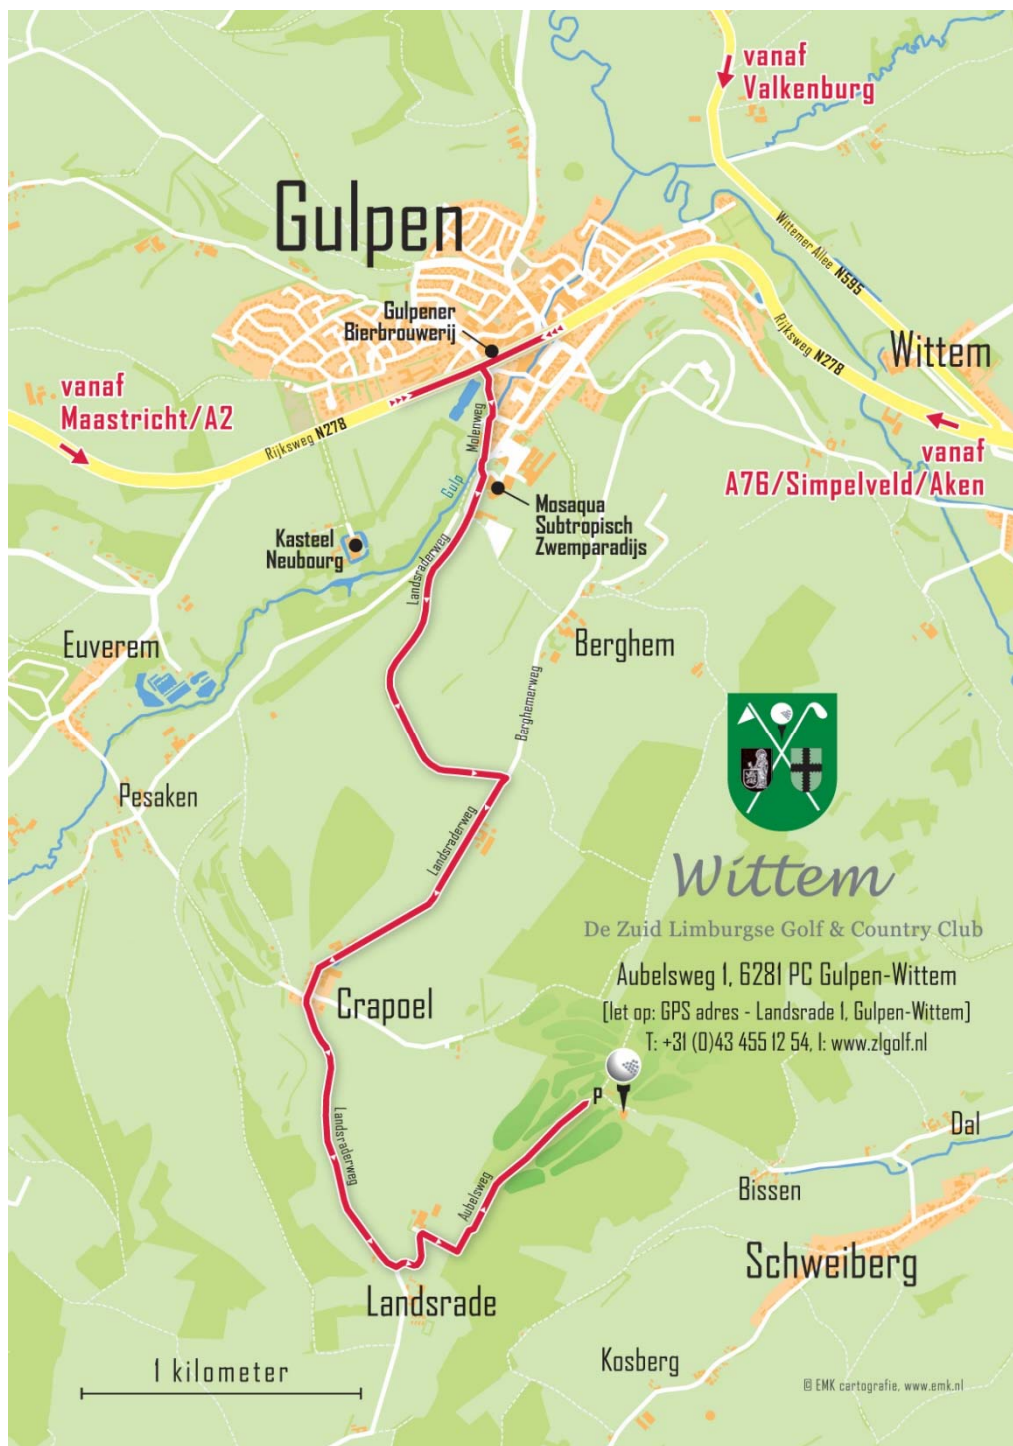 vanaf
Valkenburg
Gulpen
Wittemer Allee N595
Gulpener
Bierbrouwerij
Rijksweg N278
Wittem
vanaf
Maastricht/A2
Rijksweg N278
Molenweg
vanaf
A76/Simpelveld/Aken
Gulp
Mosaqua
Subtropisch
Zwemparadijs
Kasteel
Neubourg
Landsraderweg
Euverem
Berghem
Berghemerweg
Pesaken
Landsraderweg
Wittem
De Zuid Limburgse Golf & Country Club
Aubelsweg 1, 6281 PC Gulpen-Wittem
[let op: GPS adres - Landsrade 1, Gulpen-Wittem]
T: +31 (0)43 455 12 54, I: www.zlgolf.nl
Crapoel
P
Landsraderweg
Dal
Aubelsweg
Bissen
Schweiberg
Landsrade
Kosberg
1 kilometer
© EMK cartografie, www.emk.nl